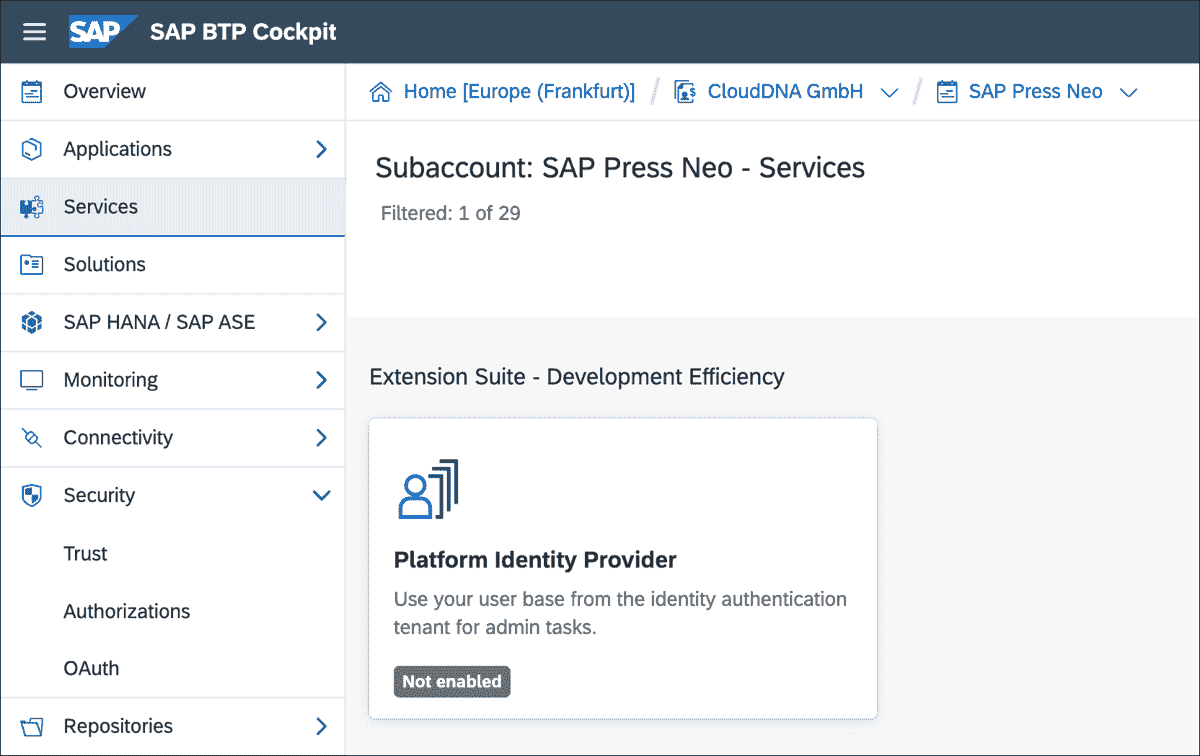 SAP SAP BTP Cockpit
Overview
Applications
Services
Solutions
SAP HANA / SAP ASE
Monitoring
Connectivity
Security
Trust
Authorizations
OAuth
Repositories
Home [Europe (Frankfurt)] / CloudDNA GmbH / SAP Press Neo
Subaccount: SAP Press Neo - Services
Filtered: 1 of 29
Extension Suite - Development Efficiency
Platform Identity Provider
Use your user base from the identity authentication
tenant for admin tasks.
Not enabled